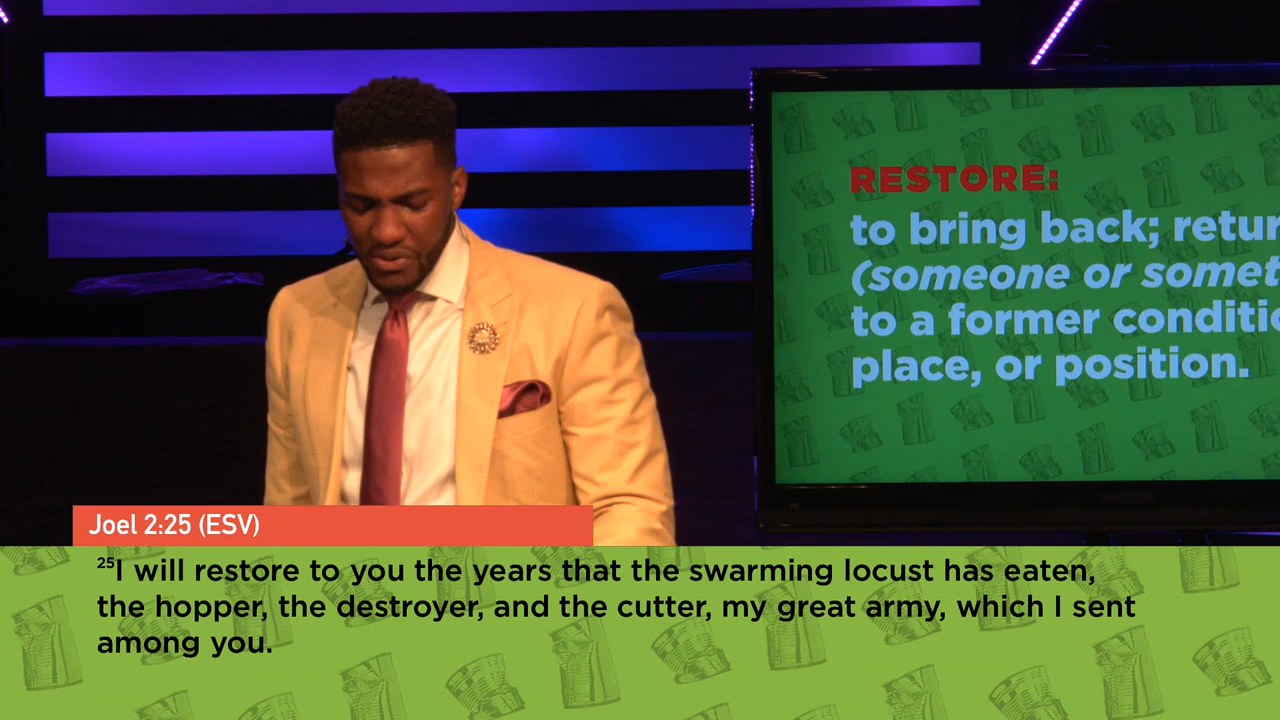 RESTORE:
to bring back; retur
(someone or somet
to a former conditio
place, or position.
Joel 2:25 (ESV)
25I will restore to you the years that the swarming locust has eaten,
the hopper, the destroyer, and the cutter, my great army, which I sent
among you.